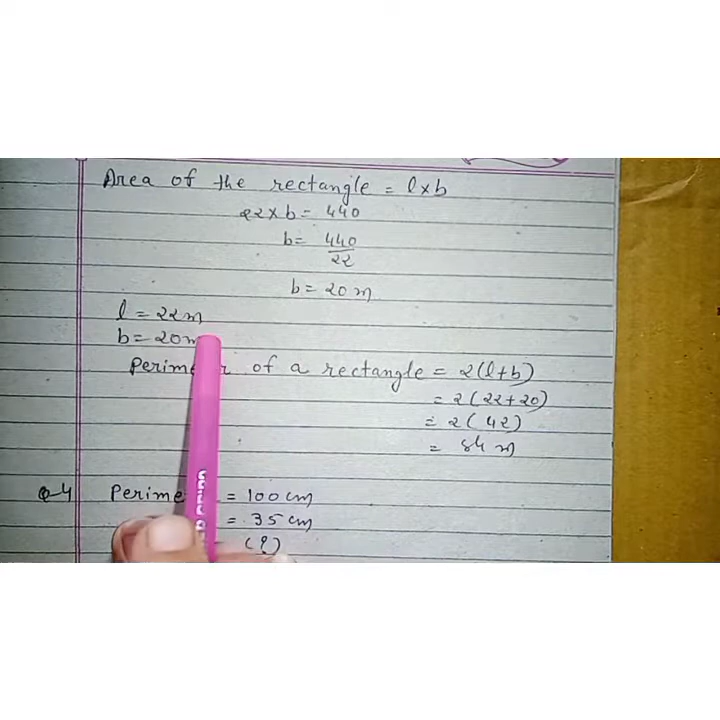 Area of the rectangle = l×b
22×b = 440
b = 440
22
b = 20 m
l = 22m
b = 20m
of a rectangle = 2(l+b)
= 2(22+20)
= 2( 42)
= 84 m
Q4 = 100 cm
= 35 cm
(?)